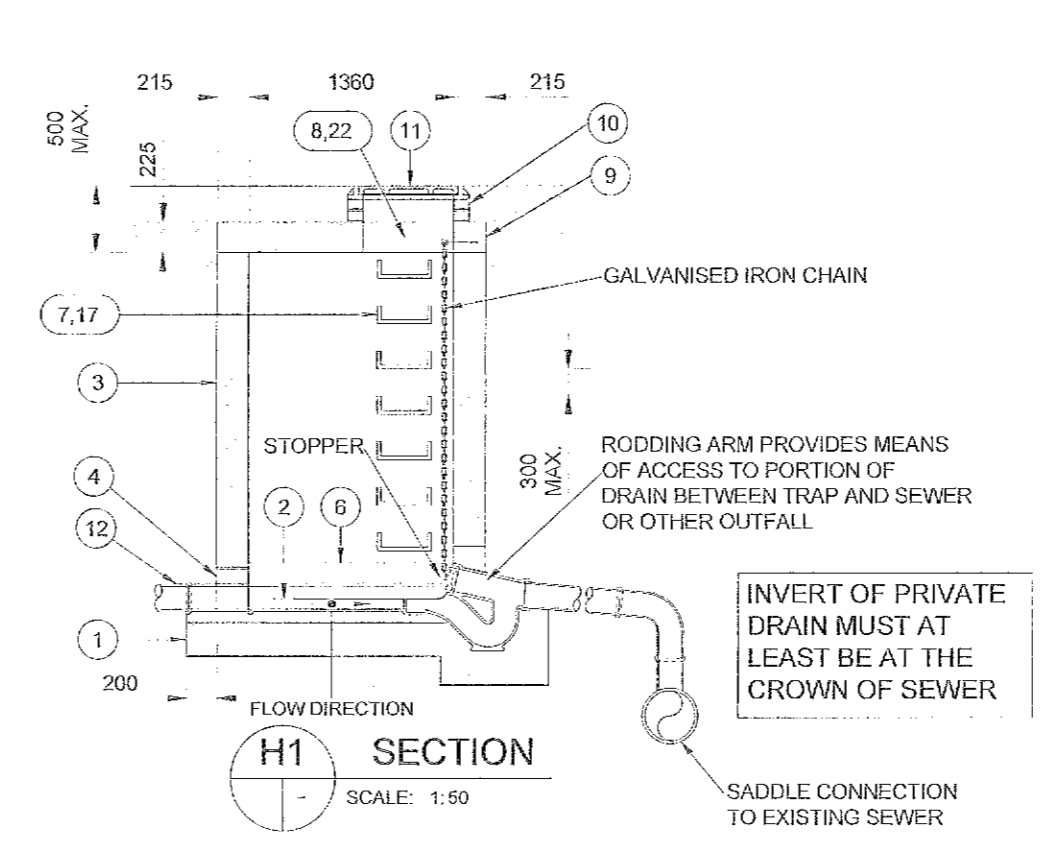 215
1360
215
500
MAX.
225
8,22
11
10
9
GALVANISED IRON CHAIN
7,17
3
STOPPER
RODDING ARM PROVIDES MEANS
OF ACCESS TO PORTION OF
DRAIN BETWEEN TRAP AND SEWER
OR OTHER OUTFALL
300
MAX.
4
2
6
12
INVERT OF PRIVATE
DRAIN MUST AT
LEAST BE AT THE
CROWN OF SEWER
1
200
FLOW DIRECTION
H1
SECTION
-
SCALE: 1:50
SADDLE CONNECTION
TO EXISTING SEWER